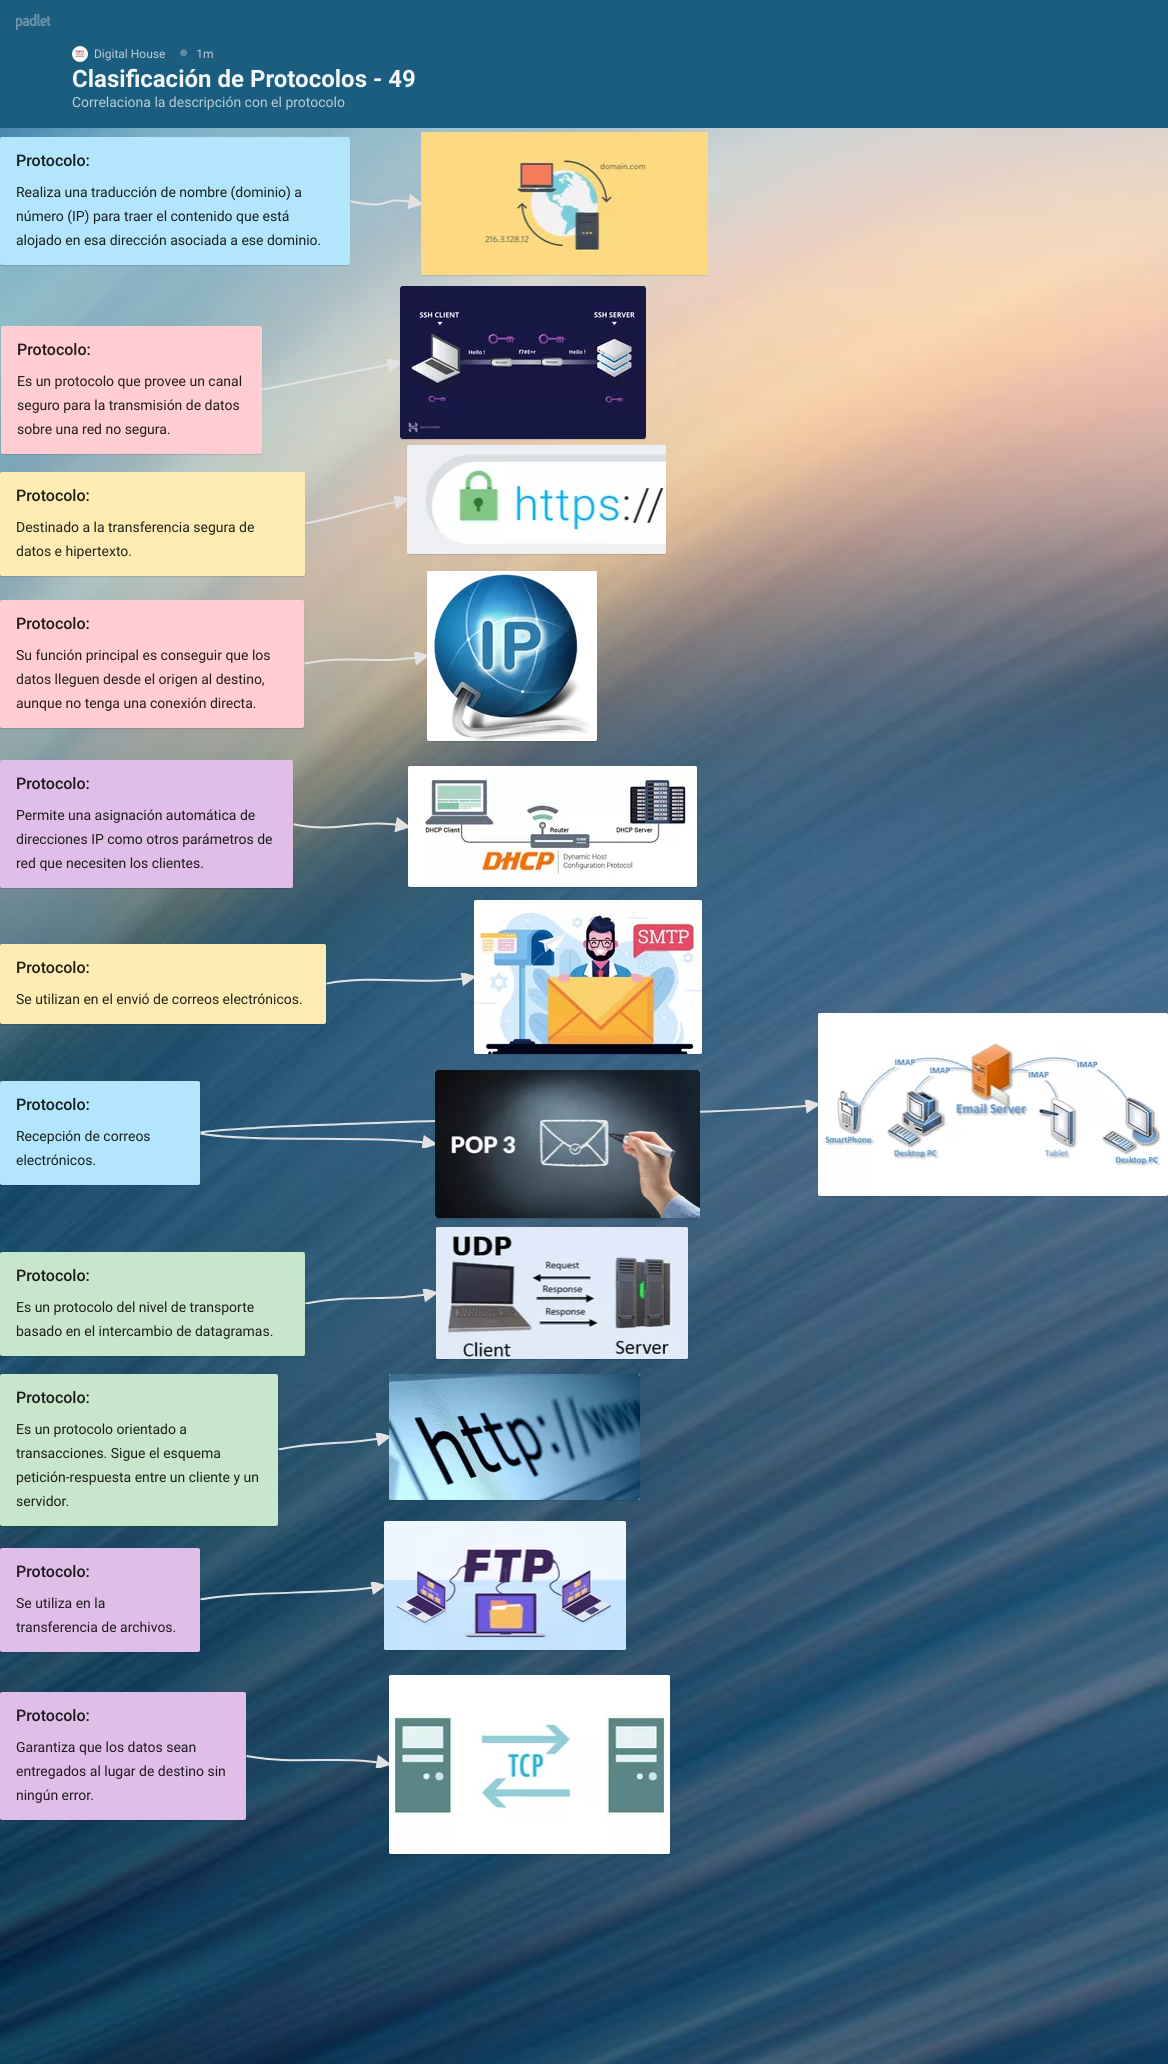 padlet
Digital House 1m
Clasificación de Protocolos - 49
Correlaciona la descripción con el protocolo
Protocolo:
Realiza una traducción de nombre (dominio) a
número (IP) para traer el contenido que está
alojado en esa dirección asociada a ese dominio.
domain.com
216.3.128.12
Protocolo:
Es un protocolo que provee un canal
seguro para la transmisión de datos
sobre una red no segura.
SSH CLIENT
SSH SERVER
Hello !
Hello !
Protocolo:
Destinado a la transferencia segura de
datos e hipertexto.
https://
Protocolo:
Su función principal es conseguir que los
datos lleguen desde el origen al destino,
aunque no tenga una conexión directa.
IP
Protocolo:
Permite una asignación automática de
direcciones IP como otros parámetros de
red que necesiten los clientes.
DHCP Client
Router
DHCP Server
DHCP
Dynamic Host
Configuration Protocol
Protocolo:
Se utilizan en el envió de correos electrónicos.
SMTP
Protocolo:
Recepción de correos
electrónicos.
POP 3
IMAP
IMAP
IMAP
IMAP
Email Server
SmartPhone
Desktop PC
Tablet
Desktop PC
Protocolo:
Es un protocolo del nivel de transporte
basado en el intercambio de datagramas.
UDP
Request
Response
Response
Client
Server
Protocolo:
Es un protocolo orientado a
transacciones. Sigue el esquema
petición-respuesta entre un cliente y un
servidor.
http://www
Protocolo:
Se utiliza en la
transferencia de archivos.
FTP
Protocolo:
Garantiza que los datos sean
entregados al lugar de destino sin
ningún error.
TCP